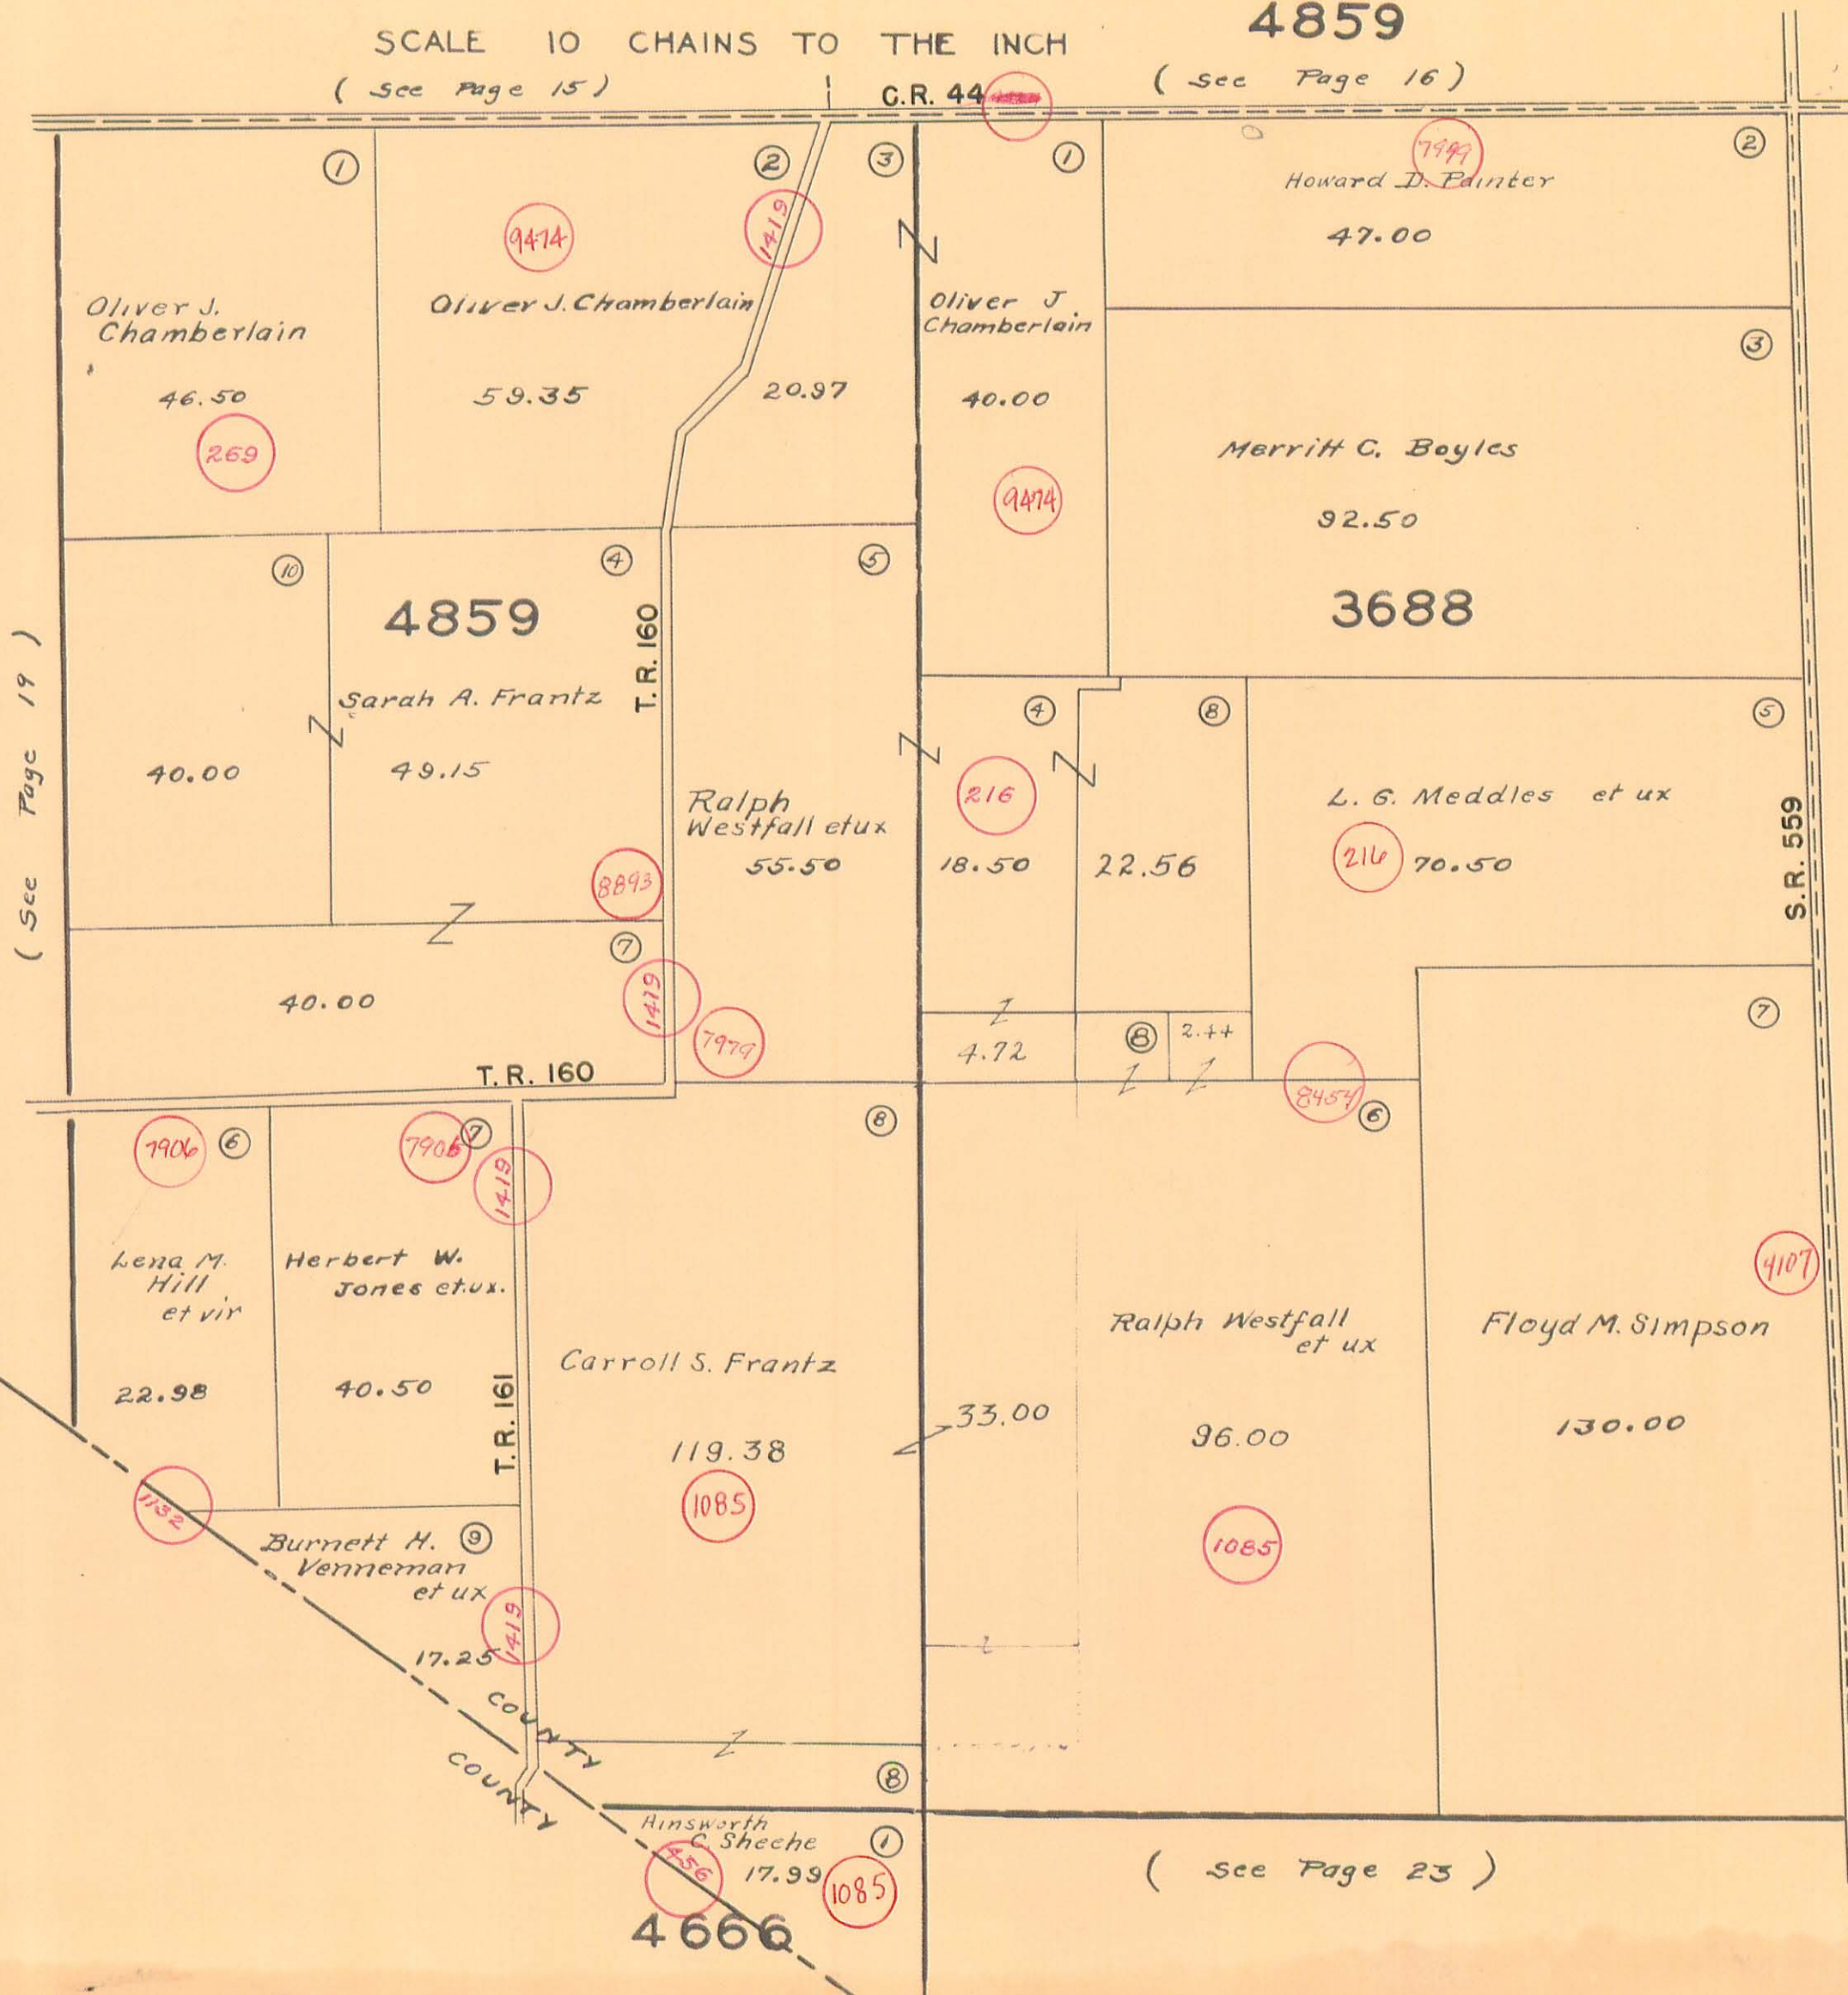 4859
SCALE 10 CHAINS TO THE INCH
( See Page 15 )
( See Page 16 )
C.R. 44
1
2
3
1
2
9474
1419
7999
Howard D. Painter
47.00
Oliver J.
Chamberlain
46.50
269
Oliver J. Chamberlain
59.35
20.97
Oliver J
Chamberlain
40.00
9474
3
Merritt C. Boyles
92.50
3688
10
4
5
4859
T.R. 160
Sarah A. Frantz
40.00
49.15
8893
( See Page 19 )
Ralph
Westfall et ux
55.50
4
8
5
216
18.50
22.56
L. G. Meddles et ux
216
70.50
S.R. 559
7
40.00
1419
7979
T.R. 160
4.72
8
2.44
7
8454
6
7906
6
7906
7
1419
8
Lena M.
Hill
et vir
22.98
Herbert W.
Jones et.ux.
40.50
T.R. 161
Carroll S. Frantz
119.38
1085
33.00
Ralph Westfall
et ux
96.00
1085
4107
Floyd M. Simpson
130.00
1132
Burnett H.
Venneman
et ux
9
17.25
1419
COUNTY
COUNTY
8
Ainsworth
C. Sheehe
1
456
17.99
1085
4666
( See Page 23 )